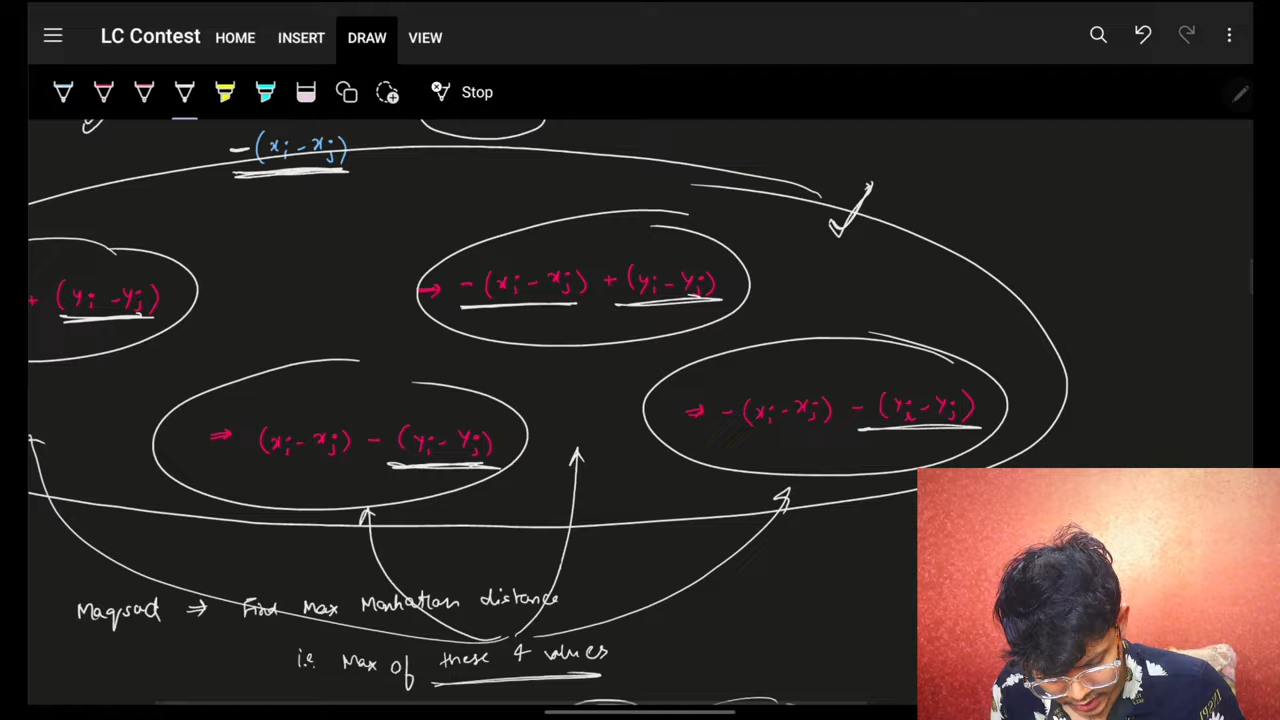 LC Contest HOME INSERT DRAW VIEW
Stop
-(xi - xj)
+ (yi - yj)
⇒ -(xi - xj) + (yi - yj)
⇒ (xi - xj) - (yi - yj)
⇒ -(xi - xj) - (yi - yj)
Maqsad ⇒ Find Max Manhattan distance
i.e. Max of these 4 values